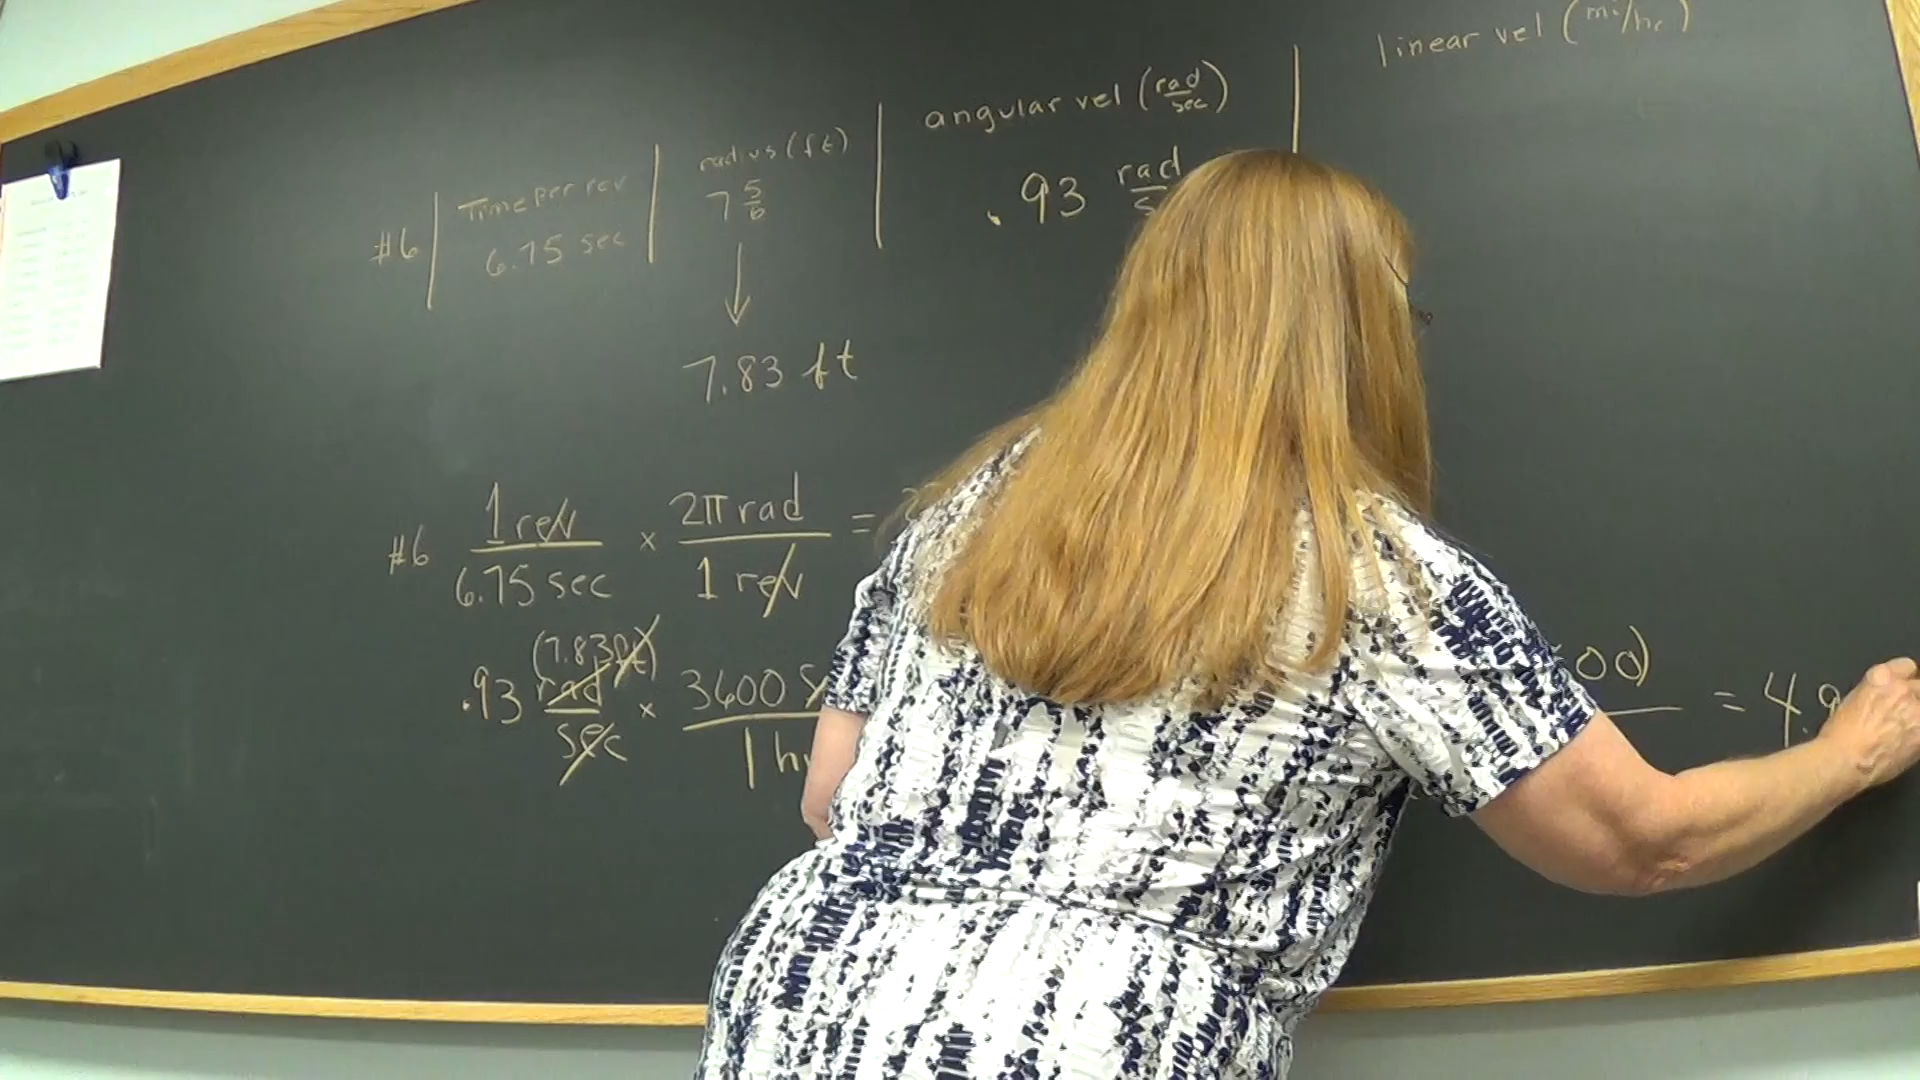 linear vel (mi/hr)
angular vel (rad/sec)
radius (ft)
Time per rev
7 5/6
.93 rad
#6
6.75 sec
7.83 ft
#6 1 rev / 6.75 sec × 2π rad / 1 rev =
.93 (7.83 ft) rad / sec × 3600 / 1 hr
= 4.9